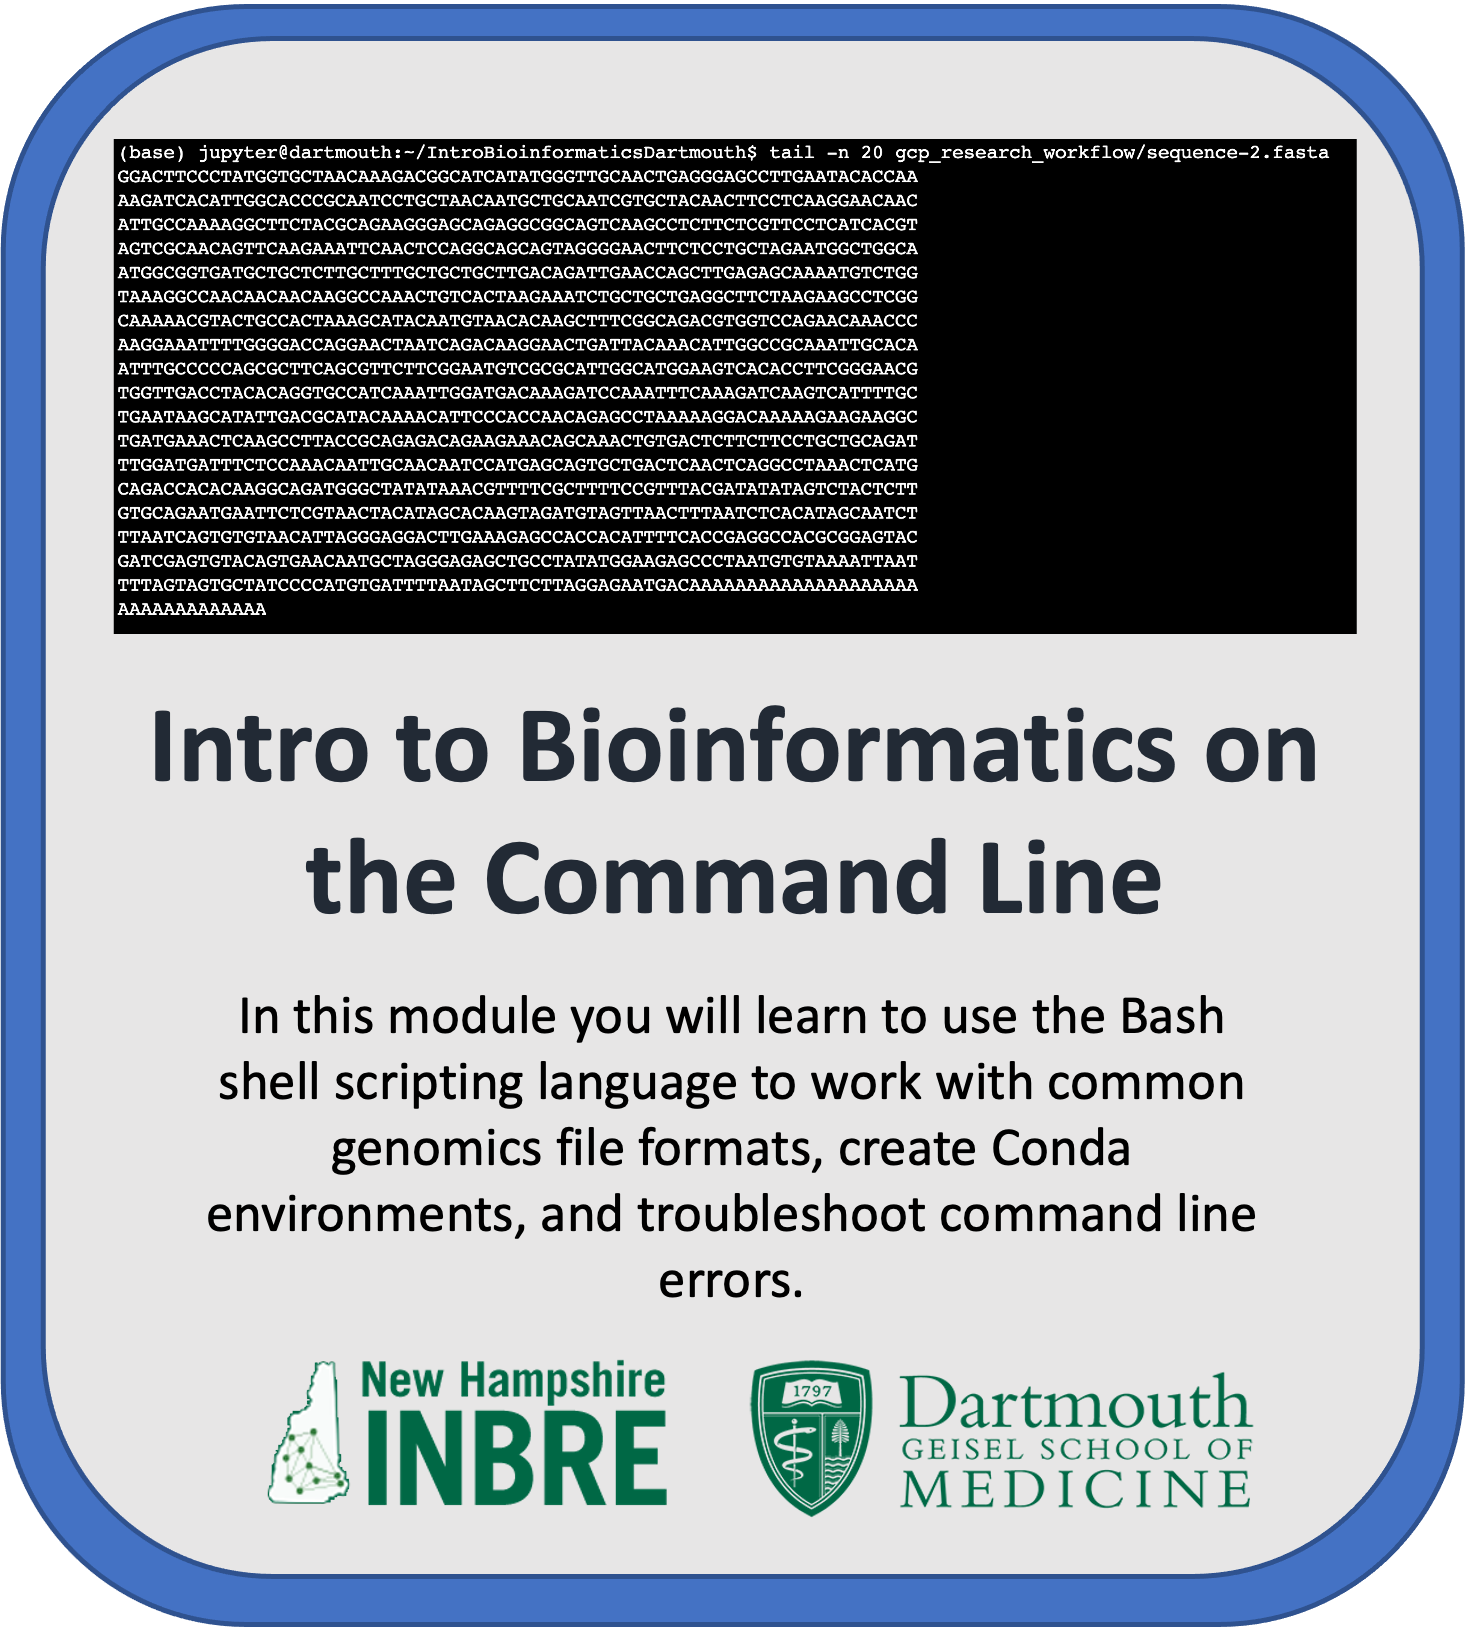 (base) jupyter@dartmouth:~/IntroBioinformaticsDartmouth$ tail -n 20 gcp_research_workflow/sequence-2.fasta
GGACTTCCCTATGGTGCTAACAAAGACGGCATCATATGGGTTGCAACTGAGGGAGCCTTGAATACACCAA
AAGATCACATTGGCACCCGCAATCCTGCTAACAATGCTGCAATCGTGCTACAACTTCCTCAAGGAACAAC
ATTGCCAAAAGGCTTCTACGCAGAAGGGAGCAGAGGCGGCAGTCAAGCCTCTTCTCGTTCCTCATCACGT
AGTCGCAACAGTTCAAGAAATTCAACTCCAGGCAGCAGTAGGGGAACTTCTCCTGCTAGAATGGCTGGCA
ATGGCGGTGATGCTGCTCTTGCTTTGCTGCTGCTTGACAGATTGAACCAGCTTGAGAGCAAAATGTCTGG
TAAAGGCCAACAACAACAAGGCCAAACTGTCACTAAGAAATCTGCTGCTGAGGCTTCTAAGAAGCCTCGG
CAAAAACGTACTGCCACTAAAGCATACAATGTAACACAAGCTTTCGGCAGACGTGGTCCAGAACAAACCC
AAGGAAATTTTGGGGACCAGGAACTAATCAGACAAGGAACTGATTACAAACATTGGCCGCAAATTGCACA
ATTTGCCCCCAGCGCTTCAGCGTTCTTCGGAATGTCGCGCATTGGCATGGAAGTCACACCTTCGGGAACG
TGGTTGACCTACACAGGTGCCATCAAATTGGATGACAAAGATCCAAATTTCAAAGATCAAGTCATTTTGC
TGAATAAGCATATTGACGCATACAAAACATTCCCACCAACAGAGCCTAAAAAGGACAAAAAGAAGAAGGC
TGATGAAACTCAAGCCTTACCGCAGAGACAGAAGAAACAGCAAACTGTGACTCTTCTTCCTGCTGCAGAT
TTGGATGATTTCTCCAAACAATTGCAACAATCCATGAGCAGTGCTGACTCAACTCAGGCCTAAACTCATG
CAGACCACACAAGGCAGATGGGCTATATAAACGTTTTCGCTTTTCCGTTTACGATATATAGTCTACTCTT
GTGCAGAATGAATTCTCGTAACTACATAGCACAAGTAGATGTAGTTAACTTTAATCTCACATAGCAATCT
TTAATCAGTGTGTAACATTAGGGAGGACTTGAAAGAGCCACCACATTTTCACCGAGGCCACGCGGAGTAC
GATCGAGTGTACAGTGAACAATGCTAGGGAGAGCTGCCTATATGGAAGAGCCCTAATGTGTAAAATTAAT
TTTAGTAGTGCTATCCCCATGTGATTTTAATAGCTTCTTAGGAGAATGACAAAAAAAAAAAAAAAAAAAA
AAAAAAAAAAAAA
Intro to Bioinformatics on
the Command Line
In this module you will learn to use the Bash
shell scripting language to work with common
genomics file formats, create Conda
environments, and troubleshoot command line
errors.
New Hampshire
INBRE
1797
Dartmouth
GEISEL SCHOOL OF
MEDICINE